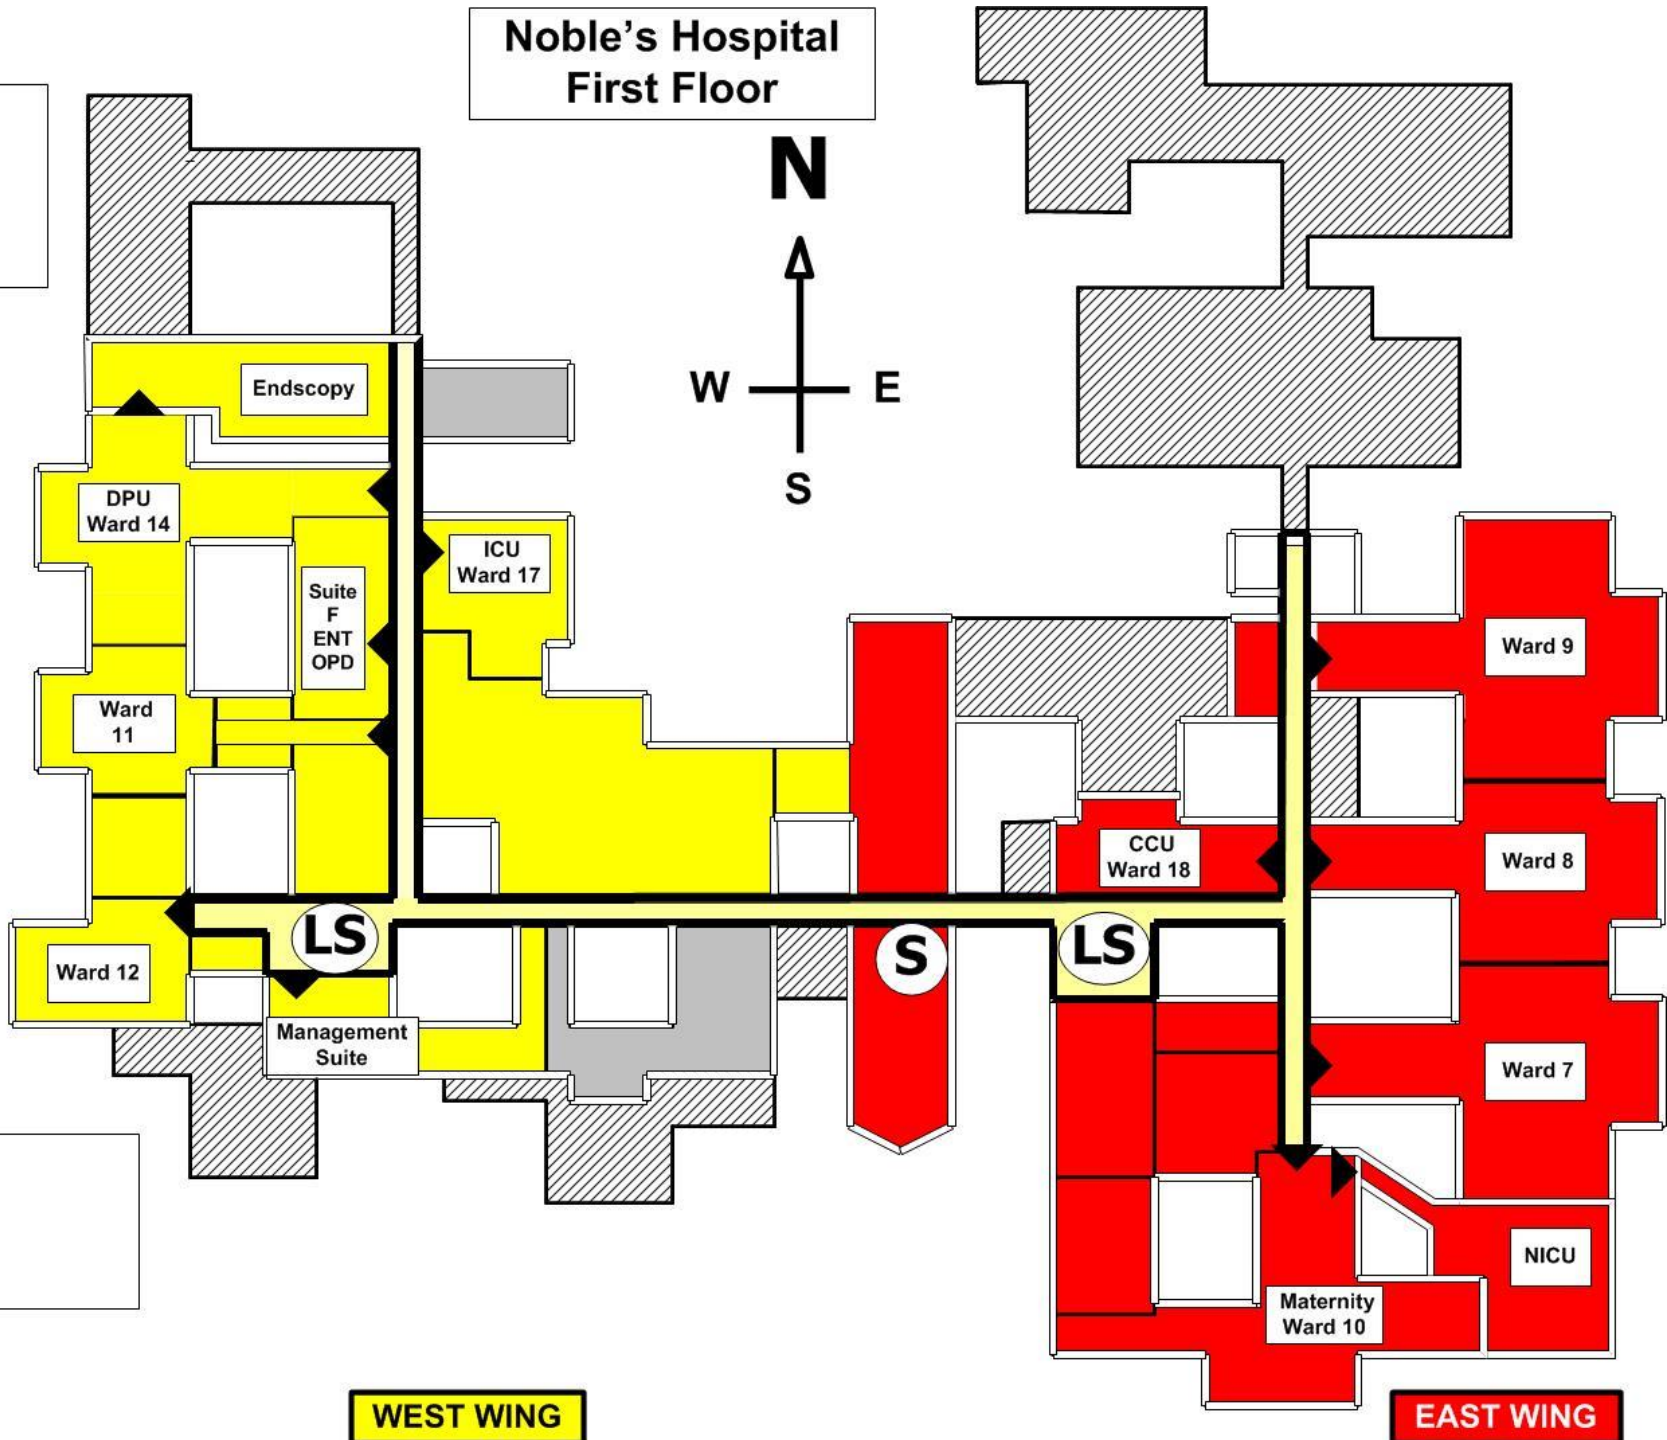 Noble's Hospital
First Floor
N
W
E
S
Endscopy
DPU
Ward 14
ICU
Ward 17
Suite
F
ENT
OPD
Ward
11
Ward 9
CCU
Ward 18
Ward 8
LS
S
LS
Ward 12
Management
Suite
Ward 7
NICU
Maternity
Ward 10
WEST WING
EAST WING